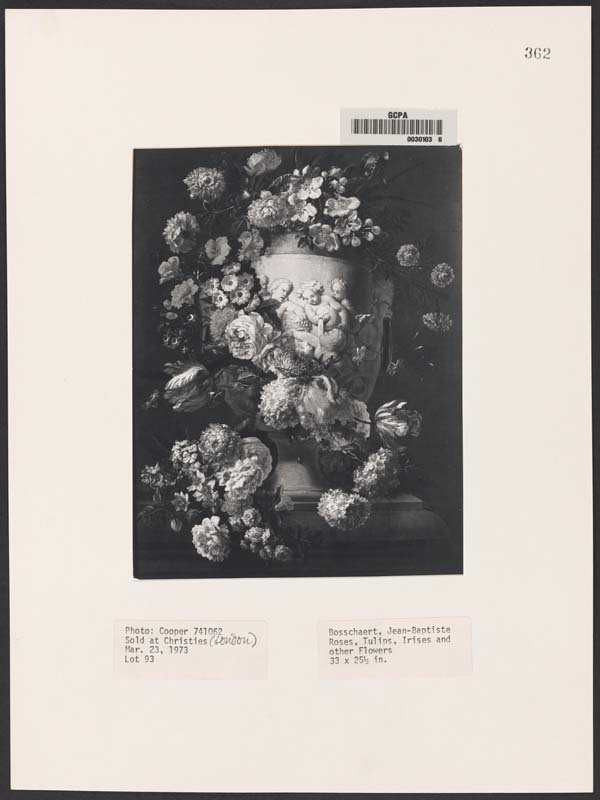 362
GCPA
0030103 6
Photo: Cooper 741062
Sold at Christies (London)
Mar. 23, 1973
Lot 93
Bosschaert, Jean-Baptiste
Roses, Tulips, Irises and
other Flowers
33 x 25½ in.